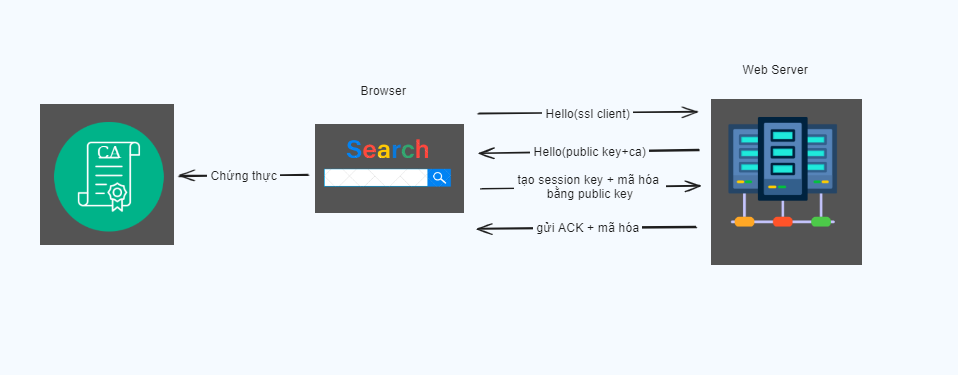 Web Server
Browser
Hello(ssl client)
CA
Search
Hello(public key+ca)
Chứng thực
tạo session key + mã hóa
bằng public key
gửi ACK + mã hóa